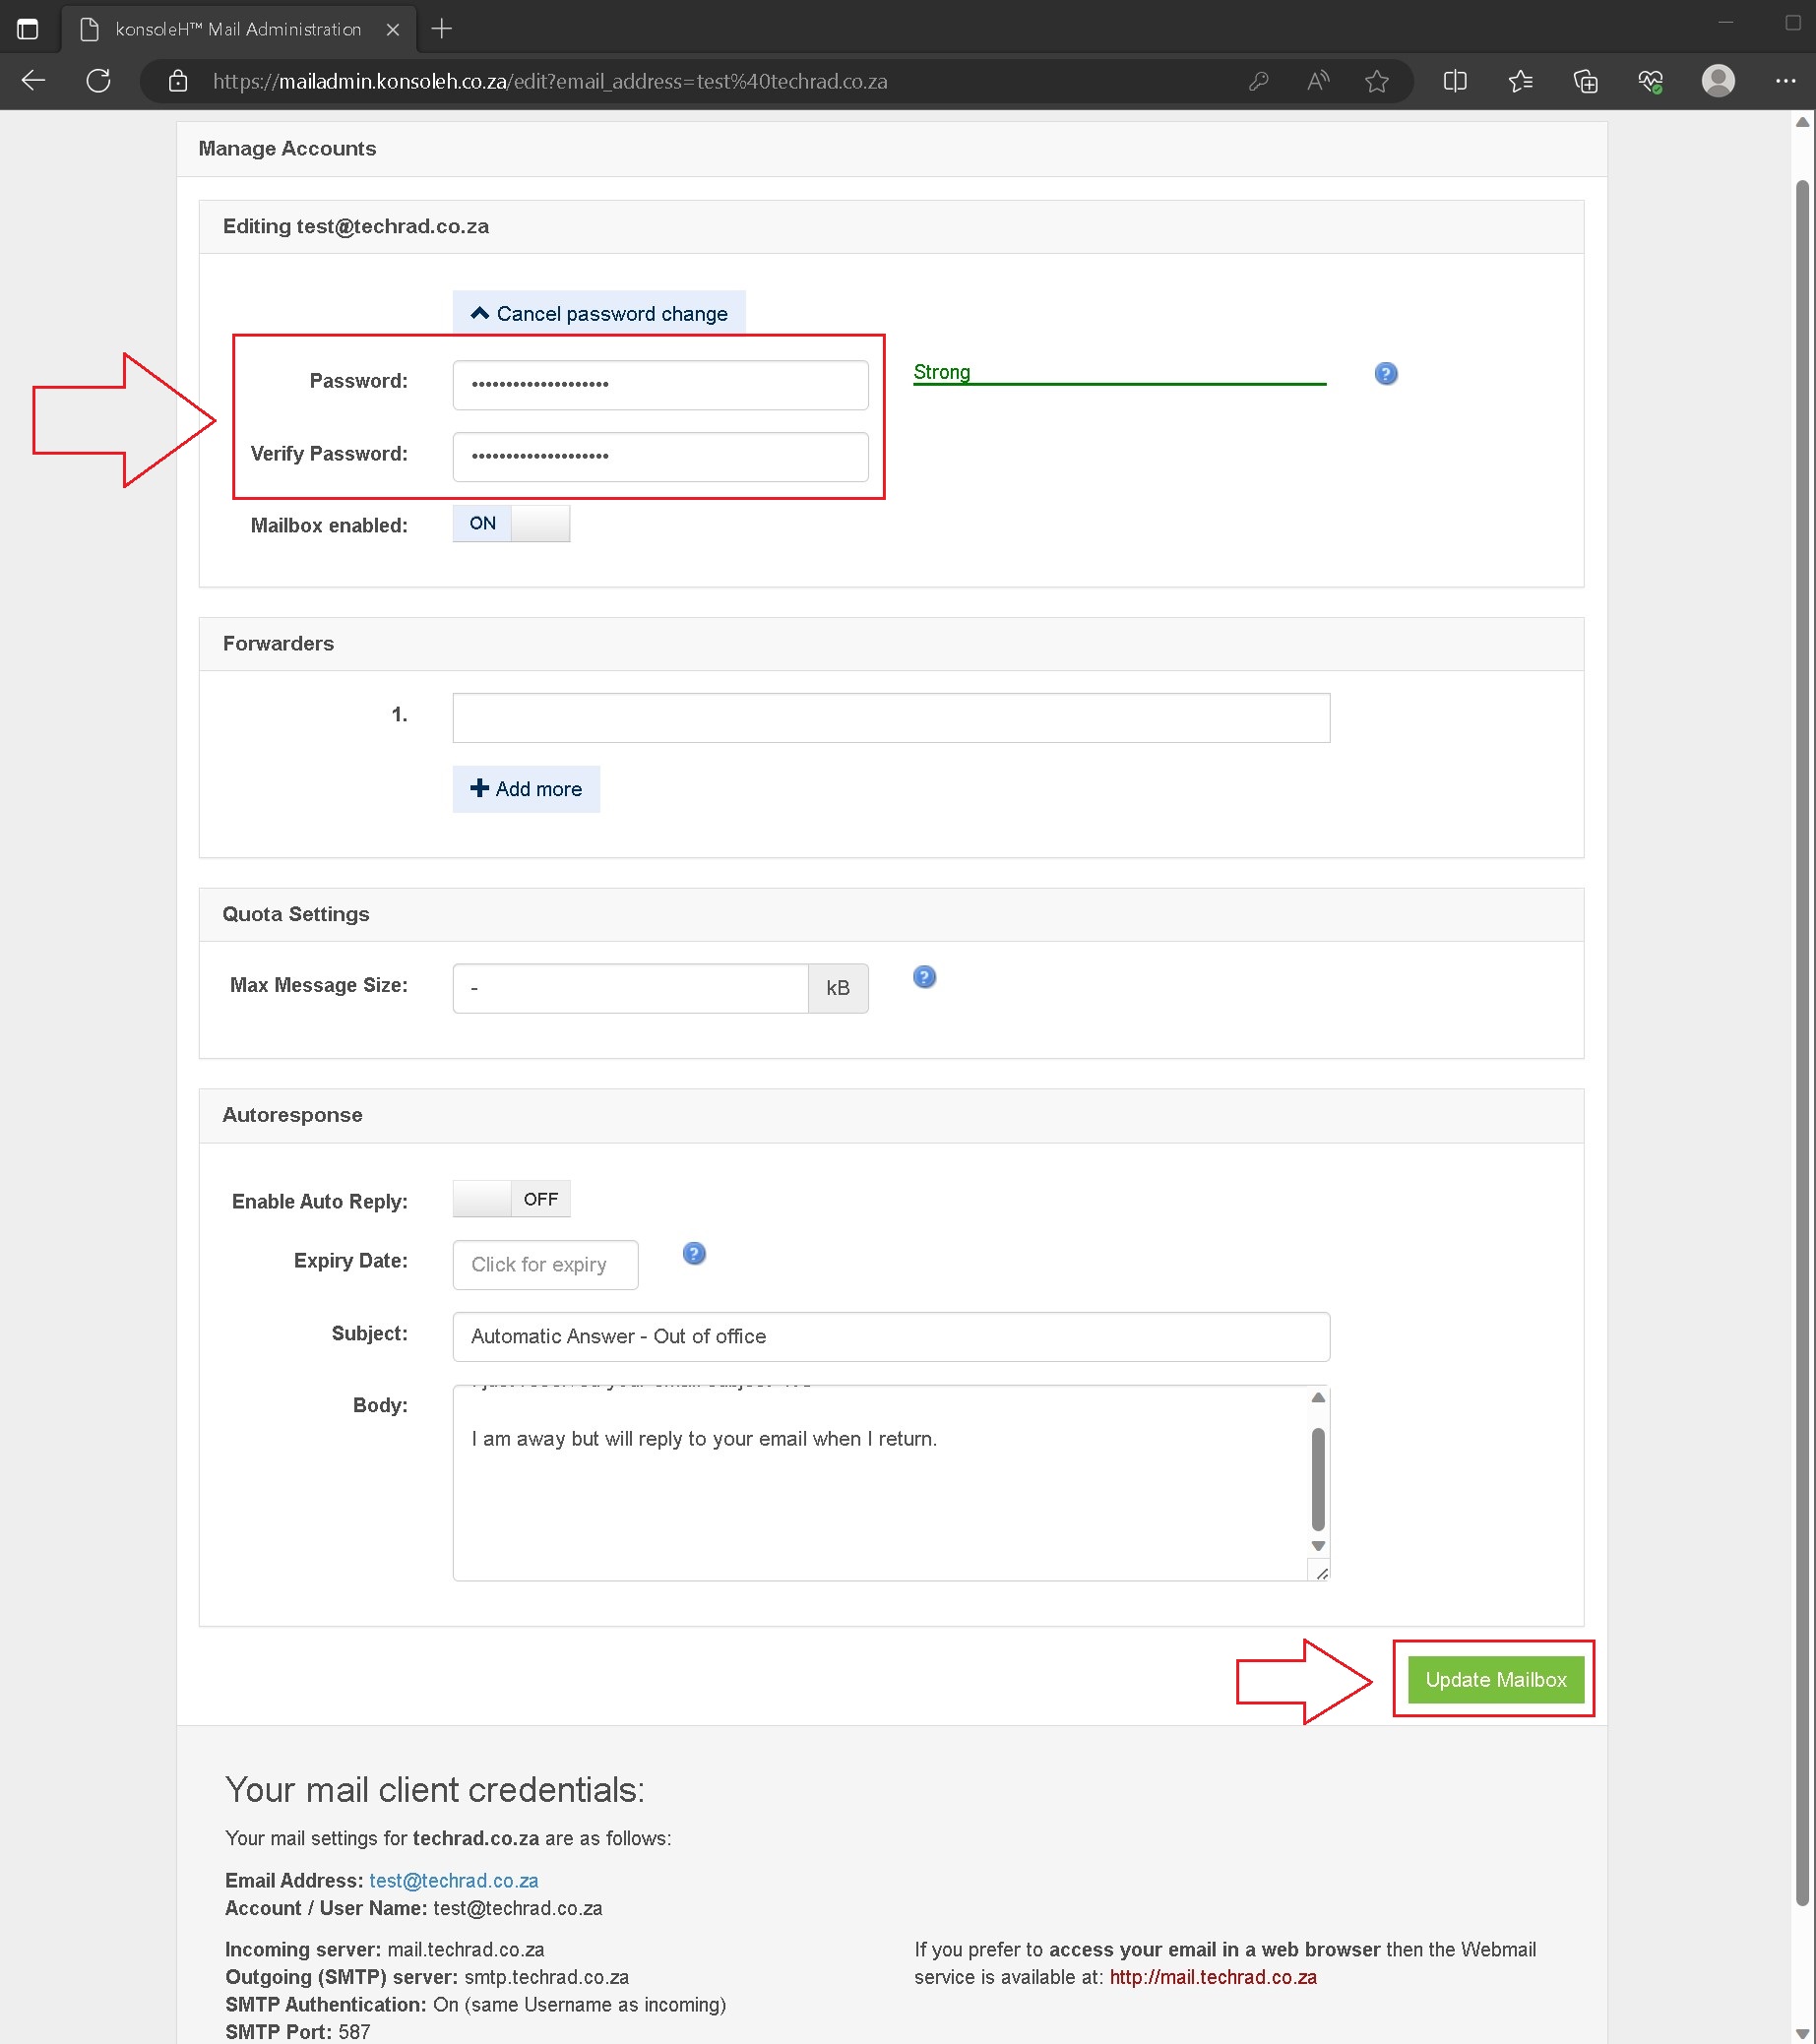 konsoleH™ Mail Administration
https://mailadmin.konsoleh.co.za/edit?email_address=test%40techrad.co.za
Manage Accounts
Editing test@techrad.co.za
Cancel password change
Password: ••••••••••••••••••••
Strong
Verify Password: ••••••••••••••••••••
Mailbox enabled: ON
Forwarders
1.
Add more
Quota Settings
Max Message Size: - kB
Autoresponse
Enable Auto Reply: OFF
Expiry Date: Click for expiry
Subject: Automatic Answer - Out of office
Body:
I am away but will reply to your email when I return.
Update Mailbox
Your mail client credentials:
Your mail settings for techrad.co.za are as follows:
Email Address: test@techrad.co.za
Account / User Name: test@techrad.co.za
Incoming server: mail.techrad.co.za
Outgoing (SMTP) server: smtp.techrad.co.za
SMTP Authentication: On (same Username as incoming)
SMTP Port: 587
If you prefer to access your email in a web browser then the Webmail
service is available at: http://mail.techrad.co.za